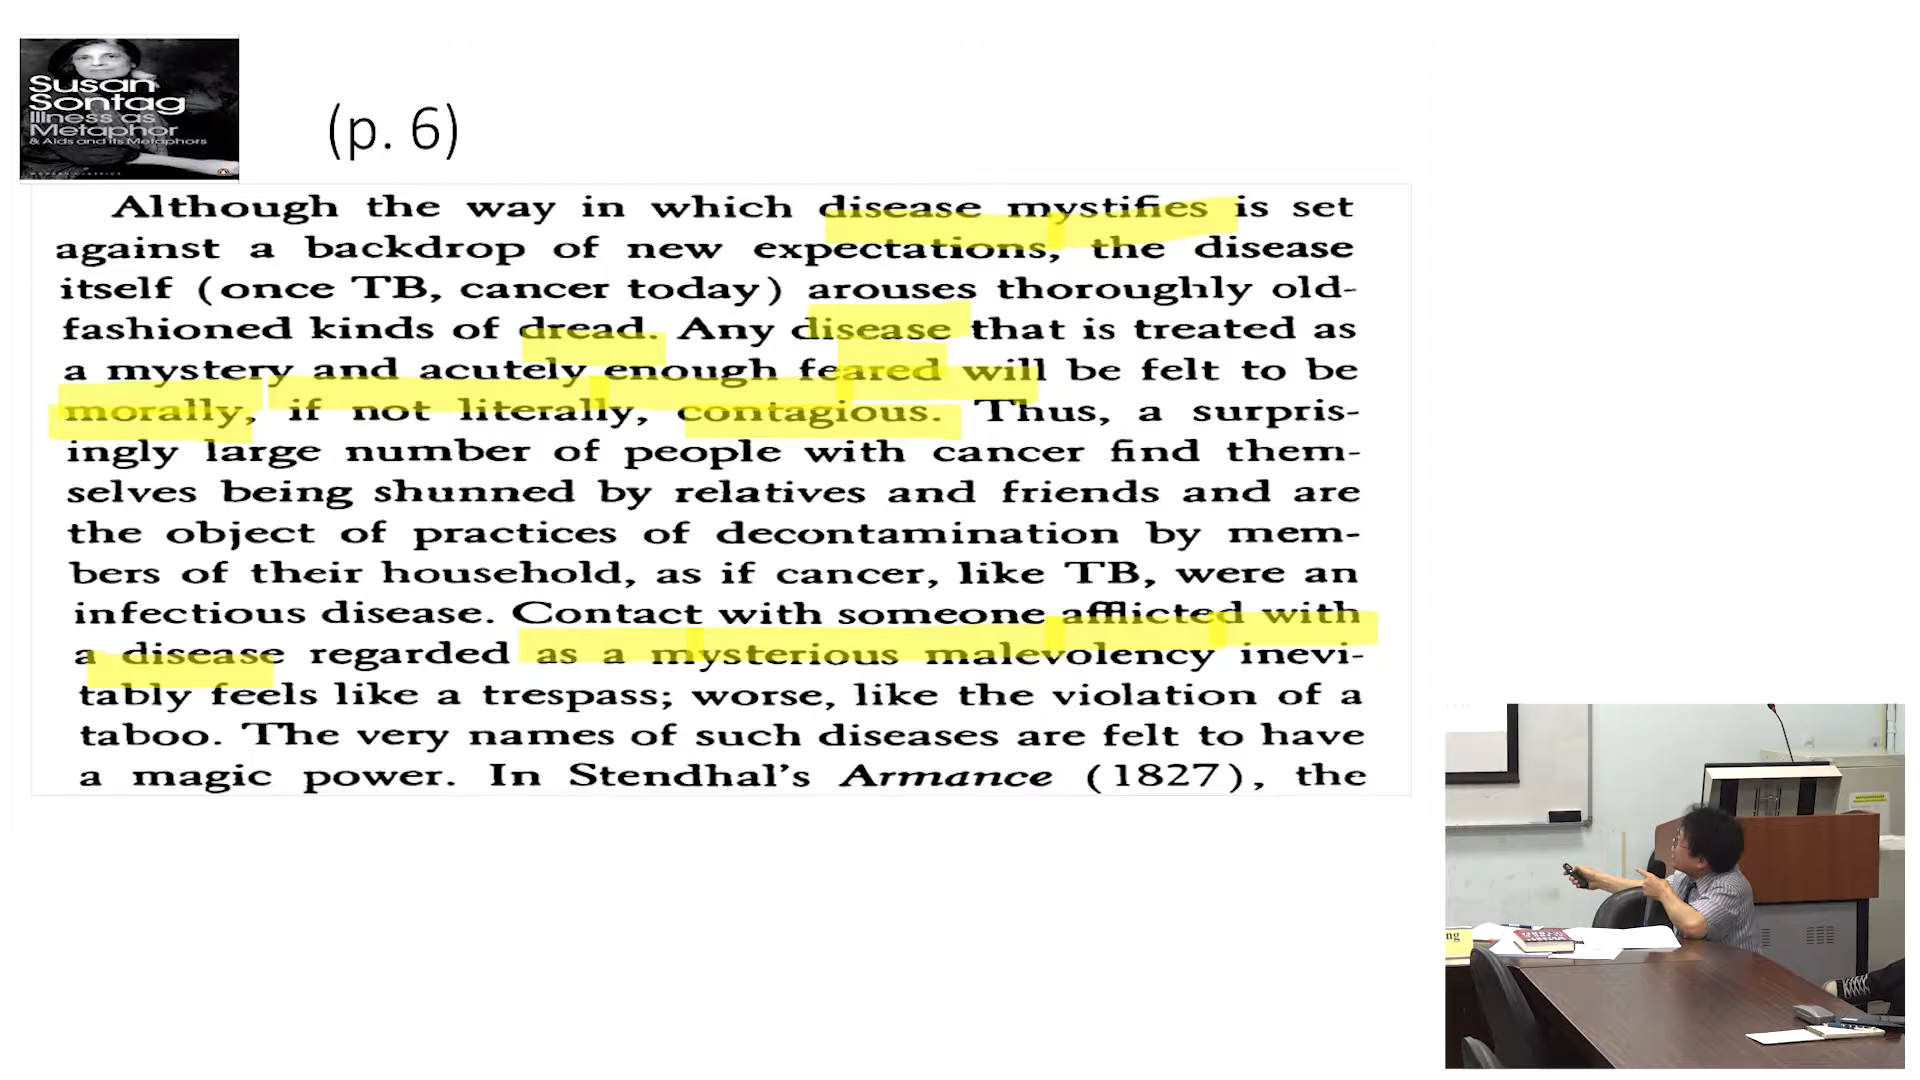 Susan
Sontag
Illness as
Metaphor
& Aids and its Metaphors
MODERN CLASSICS
(p. 6)
Although the way in which disease mystifies is set
against a backdrop of new expectations, the disease
itself (once TB, cancer today) arouses thoroughly old-
fashioned kinds of dread. Any disease that is treated as
a mystery and acutely enough feared will be felt to be
morally, if not literally, contagious. Thus, a surpris-
ingly large number of people with cancer find them-
selves being shunned by relatives and friends and are
the object of practices of decontamination by mem-
bers of their household, as if cancer, like TB, were an
infectious disease. Contact with someone afflicted with
a disease regarded as a mysterious malevolency inevi-
tably feels like a trespass; worse, like the violation of a
taboo. The very names of such diseases are felt to have
a magic power. In Stendhal's Armance (1827), the
ng